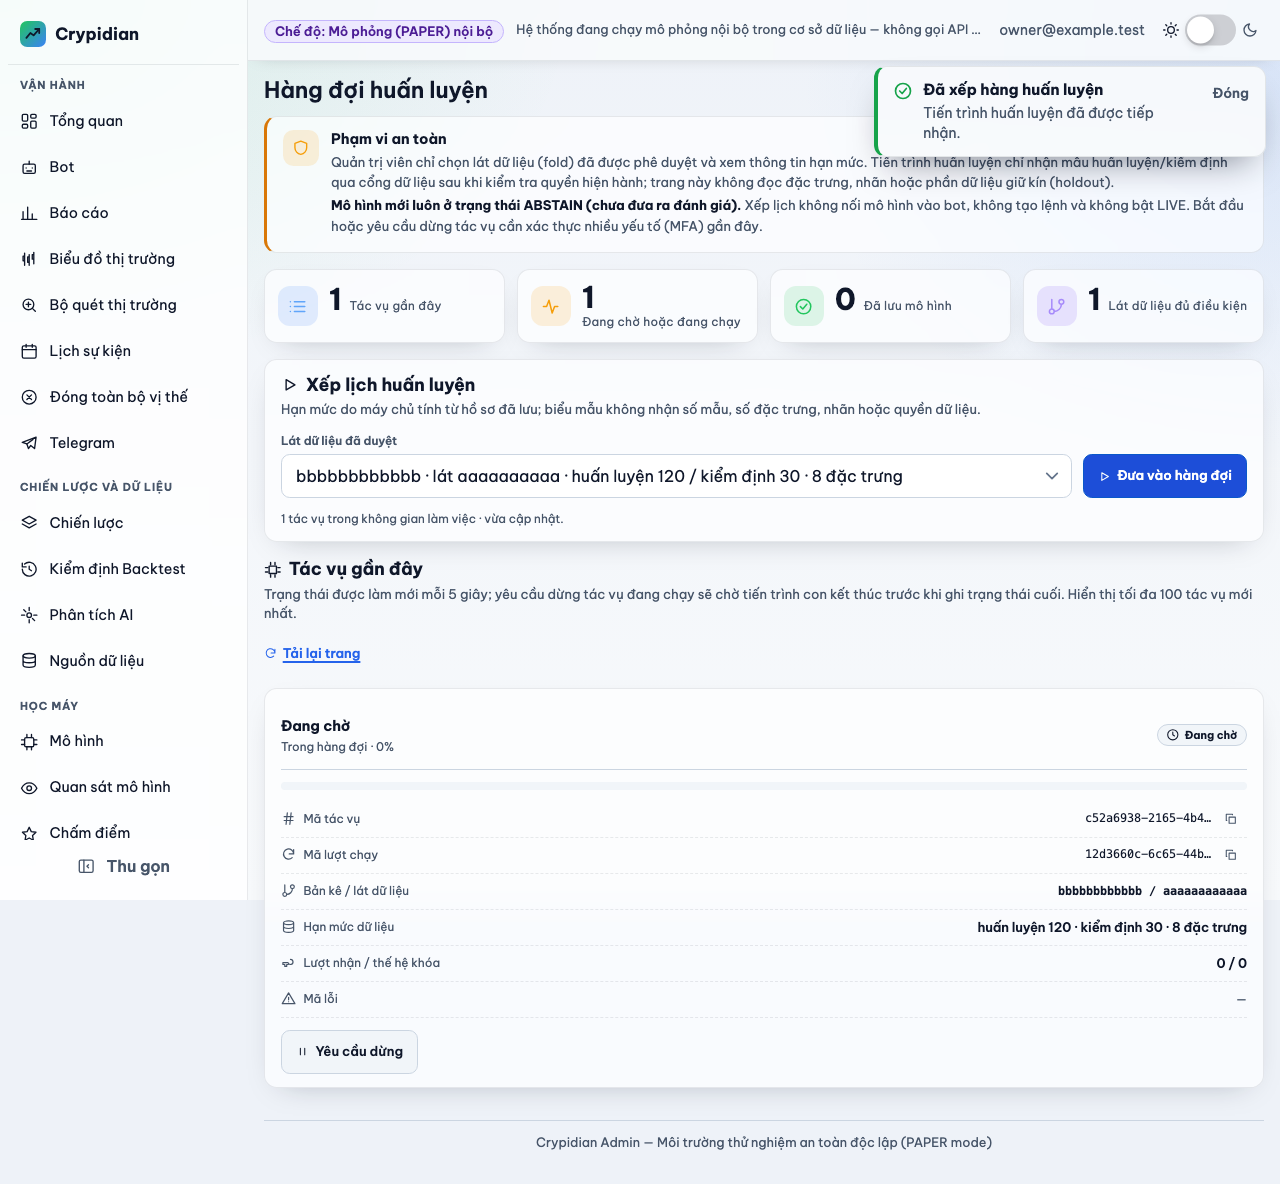 Crypidian
VẬN HÀNH
Tổng quan
Bot
Báo cáo
Biểu đồ thị trường
Bộ quét thị trường
Lịch sự kiện
Đóng toàn bộ vị thế
Telegram
CHIẾN LƯỢC VÀ DỮ LIỆU
Chiến lược
Kiểm định Backtest
Phân tích AI
Nguồn dữ liệu
HỌC MÁY
Mô hình
Quan sát mô hình
Chấm điểm
Thu gọn
Chế độ: Mô phỏng (PAPER) nội bộ
Hệ thống đang chạy mô phỏng nội bộ trong cơ sở dữ liệu — không gọi API ...
owner@example.test
Đã xếp hàng huấn luyện
Tiến trình huấn luyện đã được tiếp
nhận.
Đóng
Hàng đợi huấn luyện
Phạm vi an toàn
Quản trị viên chỉ chọn lát dữ liệu (fold) đã được phê duyệt và xem thông tin hạn mức. Tiến trình huấn luyện chỉ nhận mẫu huấn luyện/kiểm định
qua cổng dữ liệu sau khi kiểm tra quyền hiện hành; trang này không đọc đặc trưng, nhãn hoặc phần dữ liệu giữ kín (holdout).
Mô hình mới luôn ở trạng thái ABSTAIN (chưa đưa ra đánh giá). Xếp lịch không nối mô hình vào bot, không tạo lệnh và không bật LIVE. Bắt đầu
hoặc yêu cầu dừng tác vụ cần xác thực nhiều yếu tố (MFA) gần đây.
1 Tác vụ gần đây
1
Đang chờ hoặc đang chạy
0 Đã lưu mô hình
1 Lát dữ liệu đủ điều kiện
Xếp lịch huấn luyện
Hạn mức do máy chủ tính từ hồ sơ đã lưu; biểu mẫu không nhận số mẫu, số đặc trưng, nhãn hoặc quyền dữ liệu.
Lát dữ liệu đã duyệt
bbbbbbbbbbbb · lát aaaaaaaaaa · huấn luyện 120 / kiểm định 30 · 8 đặc trưng
Đưa vào hàng đợi
1 tác vụ trong không gian làm việc · vừa cập nhật.
Tác vụ gần đây
Trạng thái được làm mới mỗi 5 giây; yêu cầu dừng tác vụ đang chạy sẽ chờ tiến trình con kết thúc trước khi ghi trạng thái cuối. Hiển thị tối đa 100 tác vụ mới
nhất.
Tải lại trang
Đang chờ
Trong hàng đợi · 0%
Đang chờ
Mã tác vụ
c52a6938-2165-4b4…
Mã lượt chạy
12d3660c-6c65-44b…
Bản kê / lát dữ liệu
bbbbbbbbbbbb / aaaaaaaaaaaa
Hạn mức dữ liệu
huấn luyện 120 · kiểm định 30 · 8 đặc trưng
Lượt nhận / thế hệ khóa
0 / 0
Mã lỗi
—
Yêu cầu dừng
Crypidian Admin — Môi trường thử nghiệm an toàn độc lập (PAPER mode)